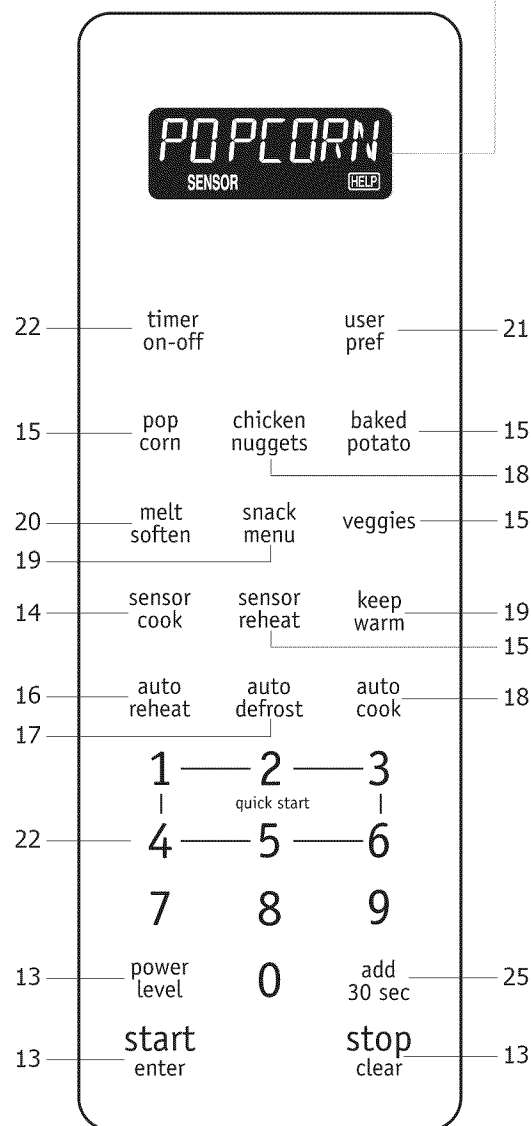 POPCORN
SENSOR HELP
22 timer on-off user pref 21
15 pop corn chicken nuggets baked potato 15
18
20 melt soften snack menu veggies 15
19
14 sensor cook sensor reheat keep warm 19
15
16 auto reheat auto defrost auto cook 18
17
1 2 3
quick start
22 4 5 6
7 8 9
13 power level 0 add 30 sec 25
13 start enter stop clear 13